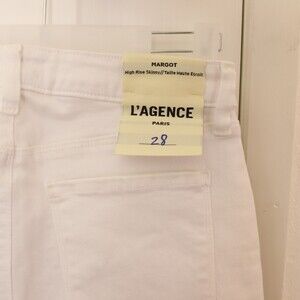 MARGOT
High Rise Skinny//Taille Haute Etroit
L'AGENCE
PARIS
28